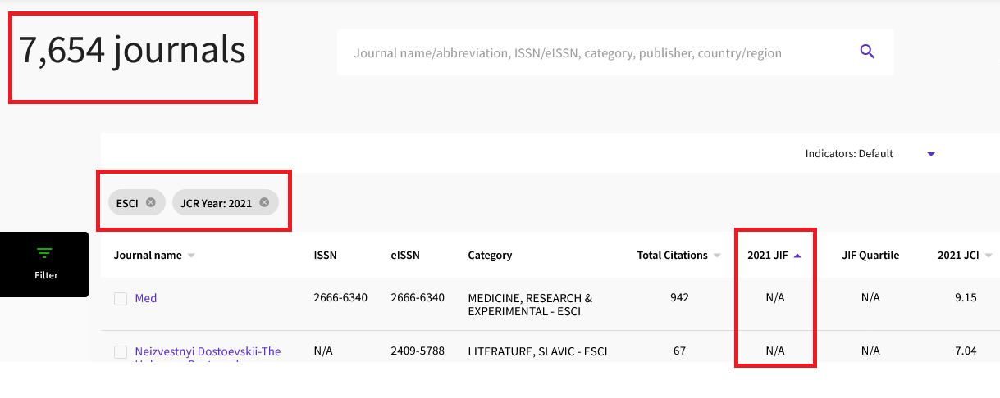 7,654 journals
Journal name/abbreviation, ISSN/eISSN, category, publisher, country/region
Indicators: Default
ESCI JCR Year: 2021
Filter
Journal name ISSN eISSN Category Total Citations 2021 JIF JIF Quartile 2021 JCI
Med 2666-6340 2666-6340 MEDICINE, RESEARCH & 942 N/A N/A 9.15
EXPERIMENTAL - ESCI
Neizvestnyi Dostoevskii-The N/A 2409-5788 LITERATURE, SLAVIC - ESCI 67 N/A N/A 7.04